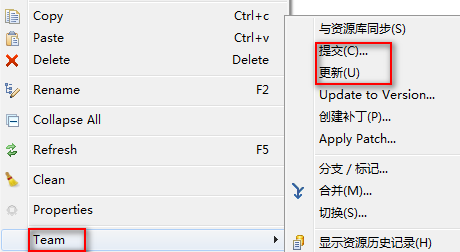 Copy Ctrl+c
Paste Ctrl+v
Delete Delete
Rename F2
Collapse All
Refresh F5
Clean
Properties
Team
与资源库同步(S)
提交(C)...
更新(U)
Update to Version...
创建补丁(P)...
Apply Patch...
分支 / 标记...
合并(M)...
切换(S)...
显示资源历史记录(H)